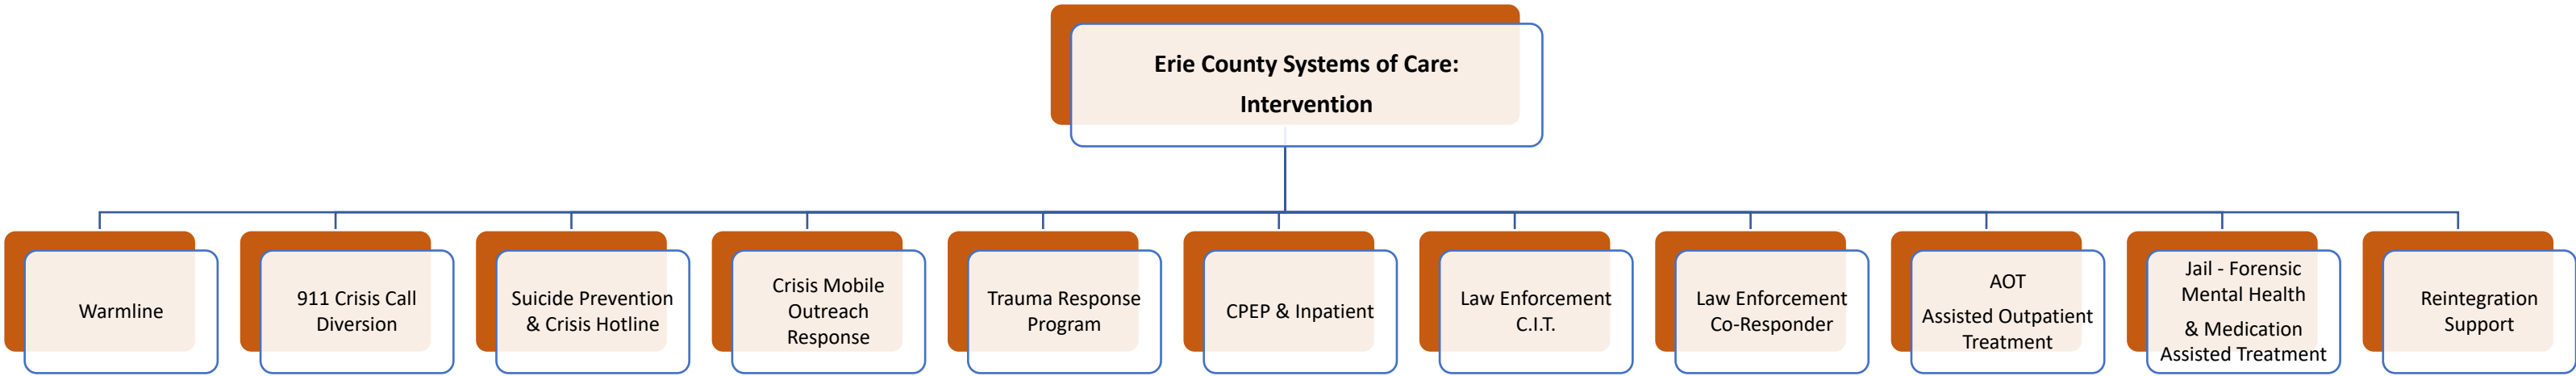 Erie County Systems of Care:
Intervention
Warmline
911 Crisis Call
Diversion
Suicide Prevention
& Crisis Hotline
Crisis Mobile
Outreach
Response
Trauma Response
Program
CPEP & Inpatient
Law Enforcement
C.I.T.
Law Enforcement
Co-Responder
AOT
Assisted Outpatient
Treatment
Jail - Forensic
Mental Health
& Medication
Assisted Treatment
Reintegration
Support